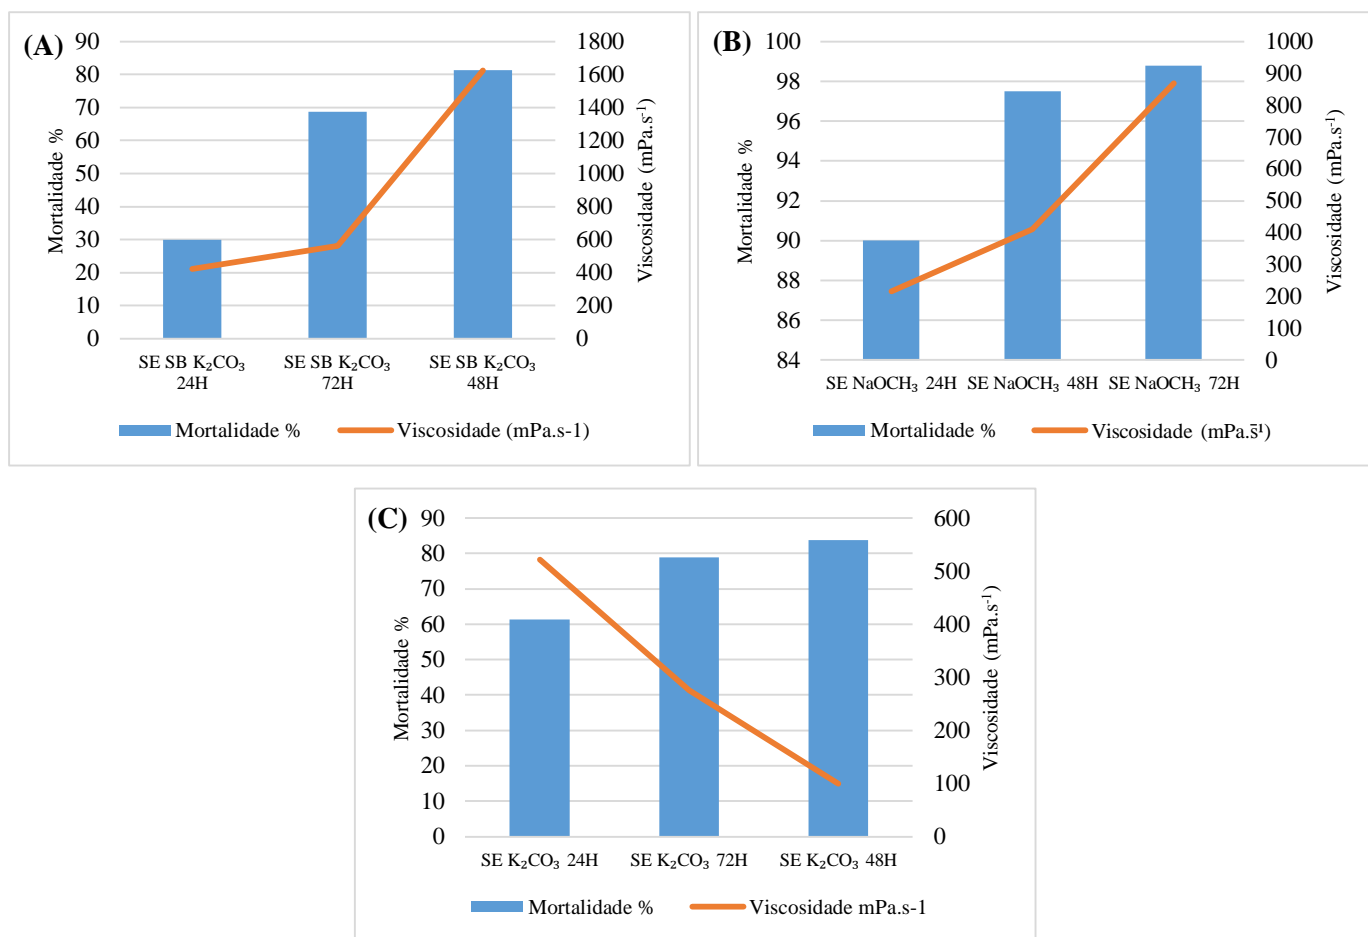 (A)
90
80
70
60
50
40
30
20
10
0
Mortalidade %
1800
1600
1400
1200
1000
800
600
400
200
0
Viscosidade (mPa.s⁻¹)
SE SB K₂CO₃ 24H
SE SB K₂CO₃ 72H
SE SB K₂CO₃ 48H
Mortalidade %
Viscosidade (mPa.s-1)
(B)
100
98
96
94
92
90
88
86
84
Mortalidade %
1000
900
800
700
600
500
400
300
200
100
0
Viscosidade (mPa.s⁻¹)
SE NaOCH₃ 24H
SE NaOCH₃ 48H
SE NaOCH₃ 72H
Mortalidade %
Viscosidade (mPa.s̄¹)
(C)
90
80
70
60
50
40
30
20
10
0
Mortalidade %
600
500
400
300
200
100
0
Viscosidade (mPa.s⁻¹)
SE K₂CO₃ 24H
SE K₂CO₃ 72H
SE K₂CO₃ 48H
Mortalidade %
Viscosidade mPa.s-1